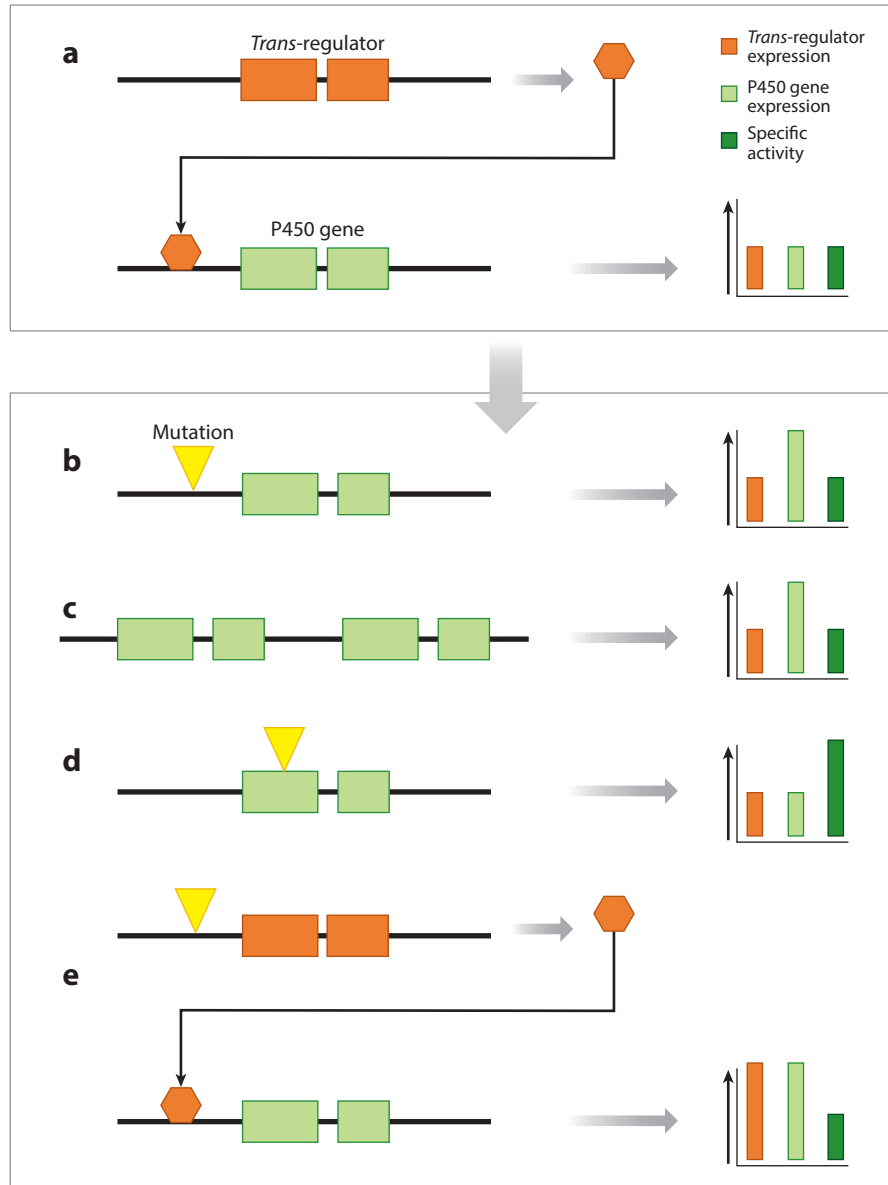 a
Trans-regulator
Trans-regulator
expression
P450 gene
expression
Specific
activity
P450 gene
Mutation
b
c
d
e